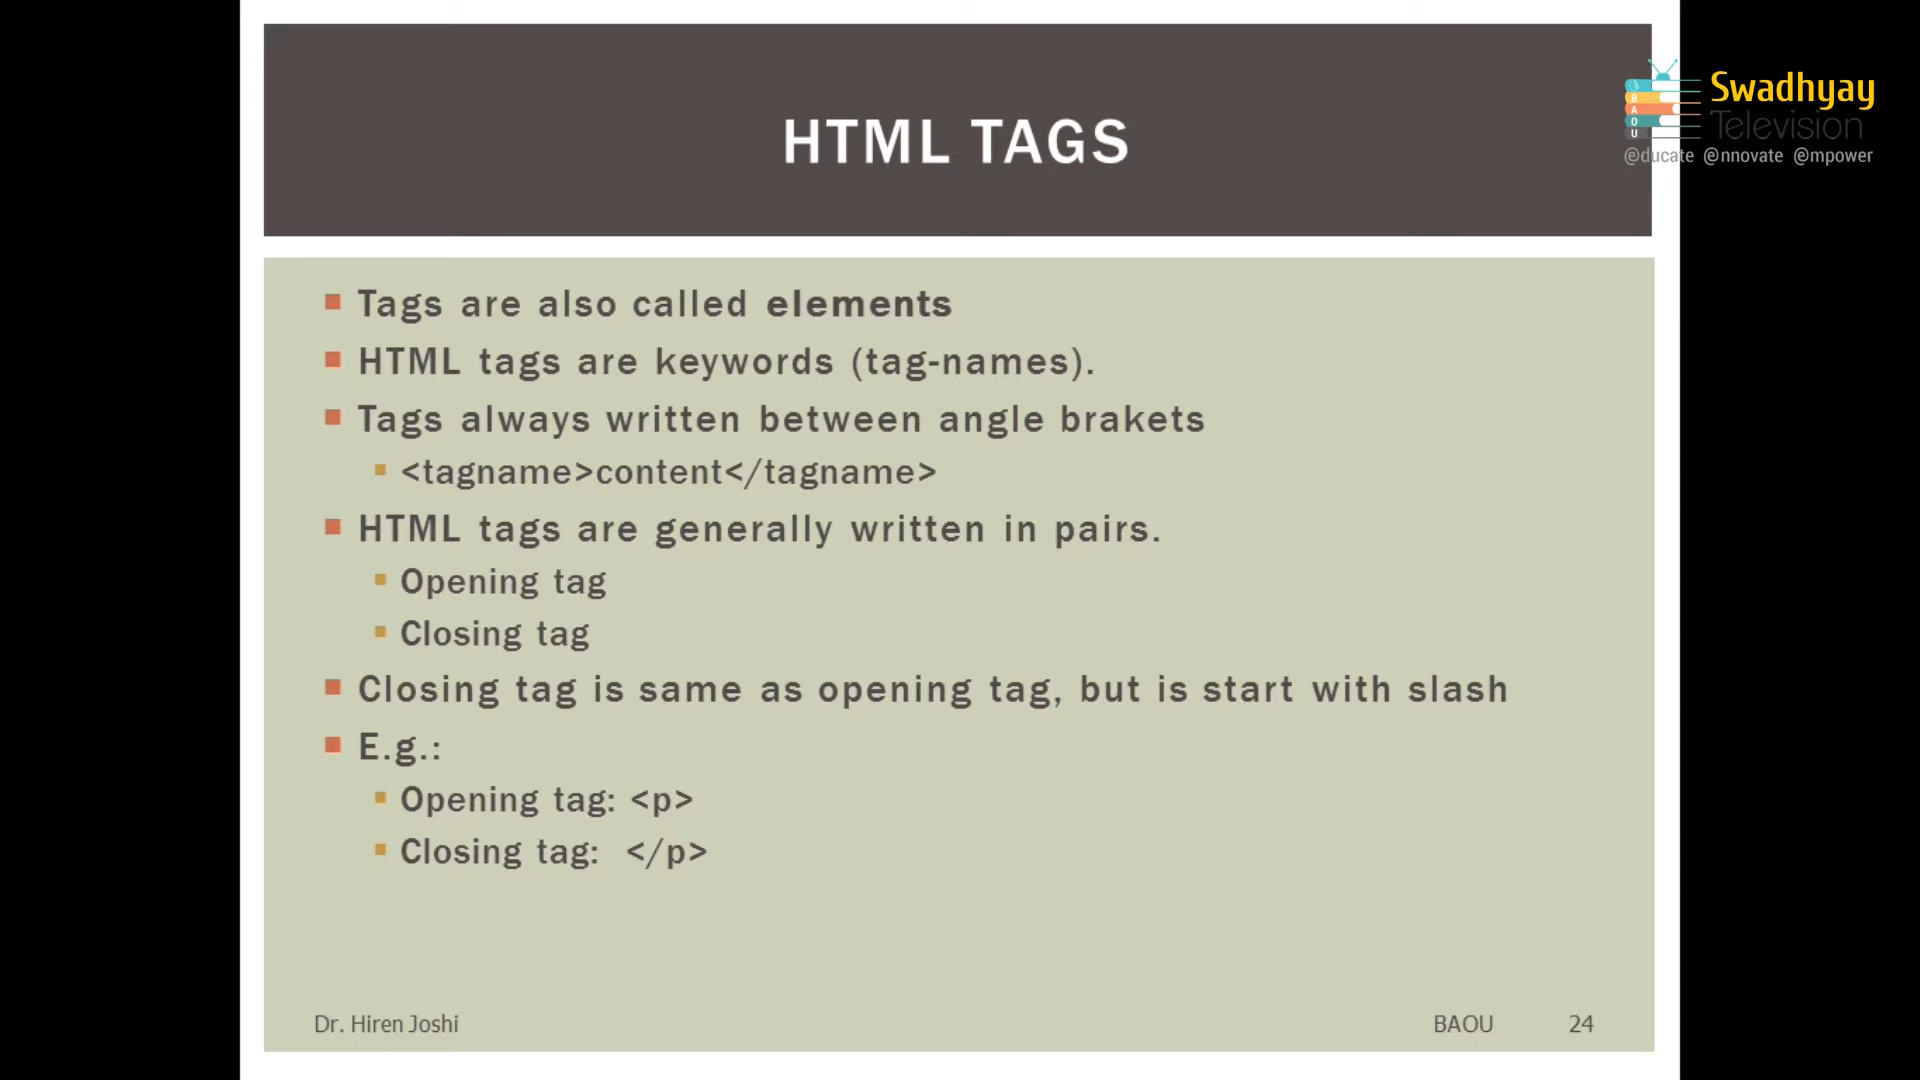 HTML TAGS
Swadhyay
Television
@ducate @nnovate @mpower
B
A
O
U
Tags are also called elements
HTML tags are keywords (tag-names).
Tags always written between angle brakets
<tagname>content</tagname>
HTML tags are generally written in pairs.
Opening tag
Closing tag
Closing tag is same as opening tag, but is start with slash
E.g.:
Opening tag: <p>
Closing tag: </p>
Dr. Hiren Joshi
BAOU
24